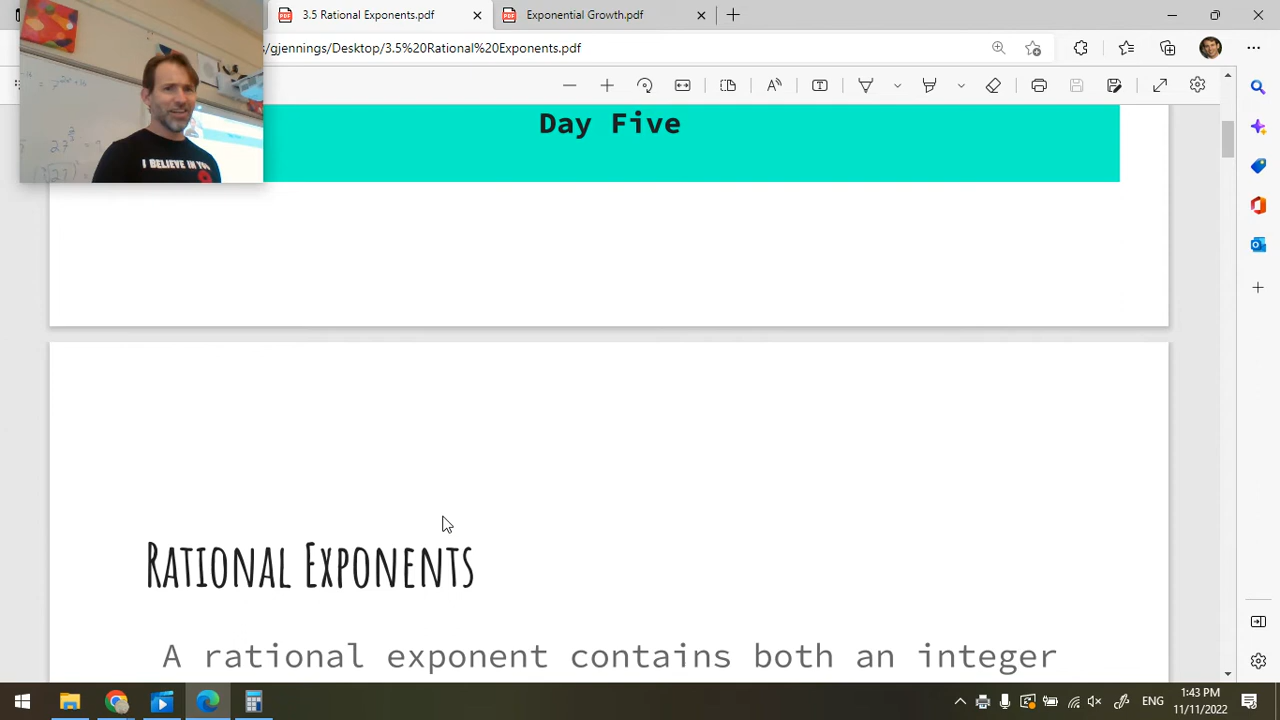 3.5 Rational Exponents.pdf
Exponential Growth.pdf
s/gjennings/Desktop/3.5%20Rational%20Exponents.pdf
Day Five
27
I BELIEVE IN YOU
RATIONAL EXPONENTS
A rational exponent contains both an integer
ENG
1:43 PM
11/11/2022